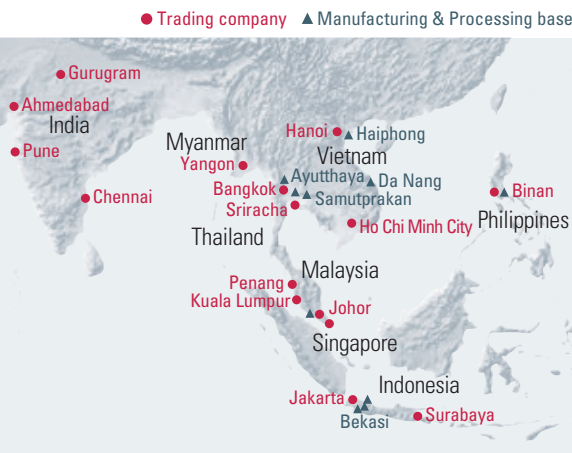 Trading company Manufacturing & Processing base
Gurugram
Ahmedabad
India
Pune
Chennai
Myanmar
Yangon
Hanoi Haiphong
Vietnam
Ayutthaya
Da Nang
Bangkok
Samutprakan
Sriracha
Ho Chi Minh City
Thailand
Binan
Philippines
Malaysia
Penang
Kuala Lumpur
Johor
Singapore
Indonesia
Jakarta
Bekasi
Surabaya